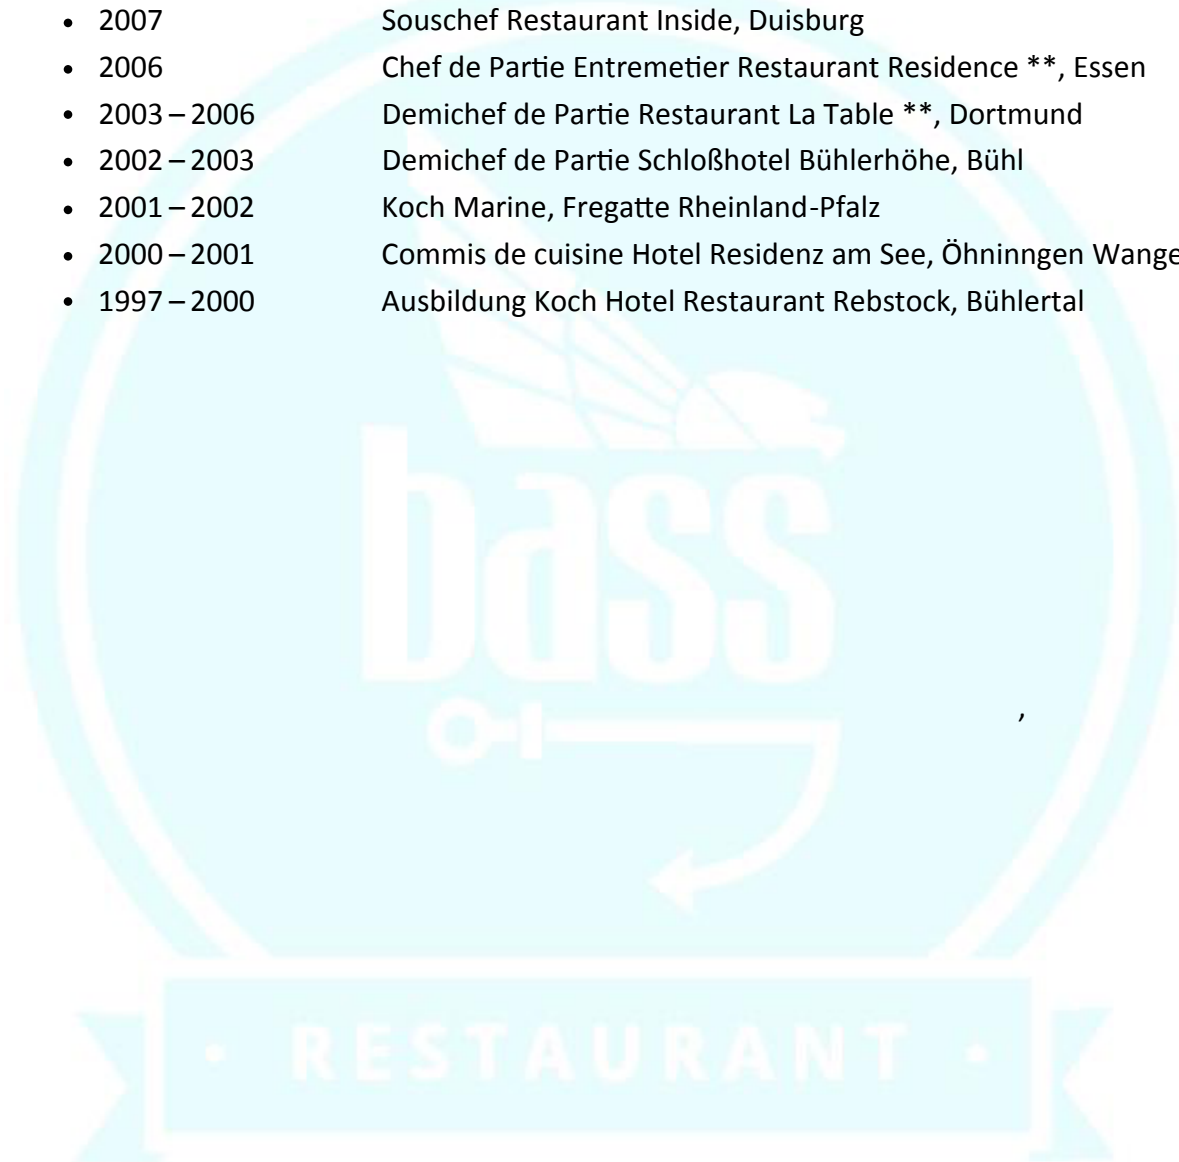 • 2007 Souschef Restaurant Inside, Duisburg
• 2006 Chef de Partie Entremetier Restaurant Residence **, Essen
• 2003 – 2006 Demichef de Partie Restaurant La Table **, Dortmund
• 2002 – 2003 Demichef de Partie Schloßhotel Bühlerhöhe, Bühl
• 2001 – 2002 Koch Marine, Fregatte Rheinland-Pfalz
• 2000 – 2001 Commis de cuisine Hotel Residenz am See, Öhninngen Wange
• 1997 – 2000 Ausbildung Koch Hotel Restaurant Rebstock, Bühlertal
bass
,
• RESTAURANT •